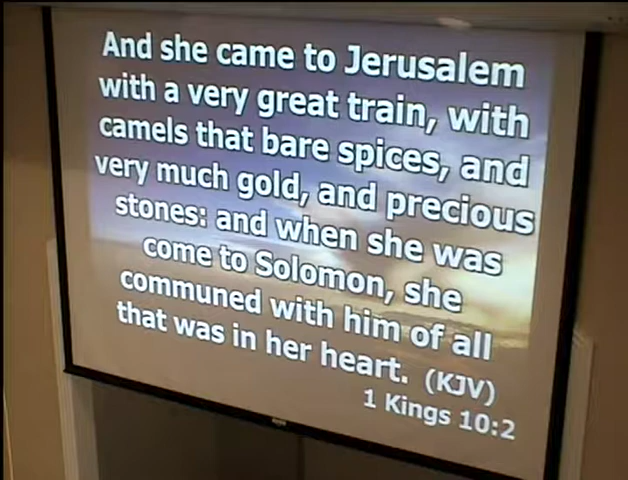 And she came to Jerusalem
with a very great train, with
camels that bare spices, and
very much gold, and precious
stones: and when she was
come to Solomon, she
communed with him of all
that was in her heart. (KJV)
1 Kings 10:2